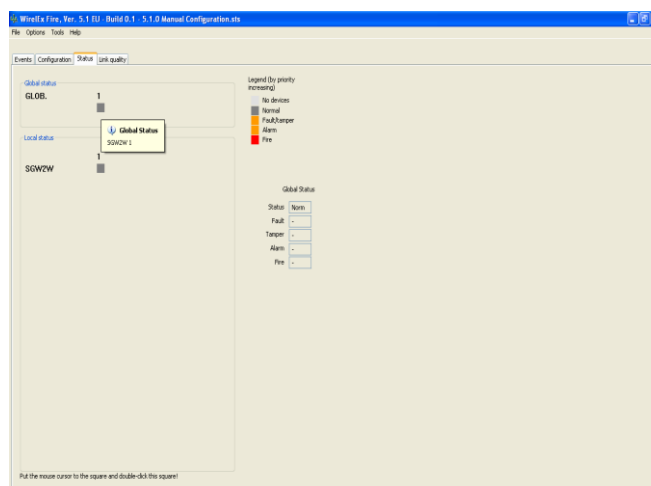 WirelEx Fire, Ver. 5.1 EU - Build 0.1 - 5.1.0 Manual Configuration.sts
File Options Tools Help
Events Configuration Status Link quality
Global status
GLOB. 1
Global Status
SGW2W 1
Local status
1
SGW2W
Legend (by priority
increasing)
No devices
Normal
Fault/tamper
Alarm
Fire
Global Status
Status Norm
Fault -
Tamper -
Alarm -
Fire -
Put the mouse cursor to the square and double-click this square!